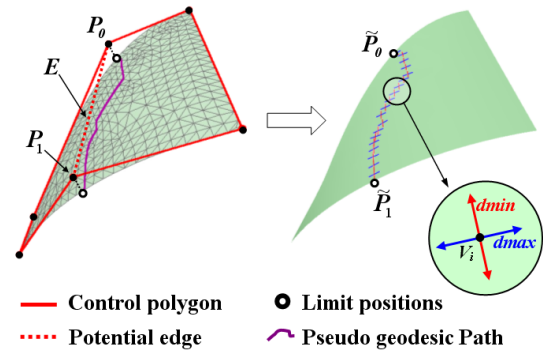 P₀
P̃₀
E
P₁
P̃₁
dmin
dmax
Vᵢ
Control polygon
Limit positions
Potential edge
Pseudo geodesic Path